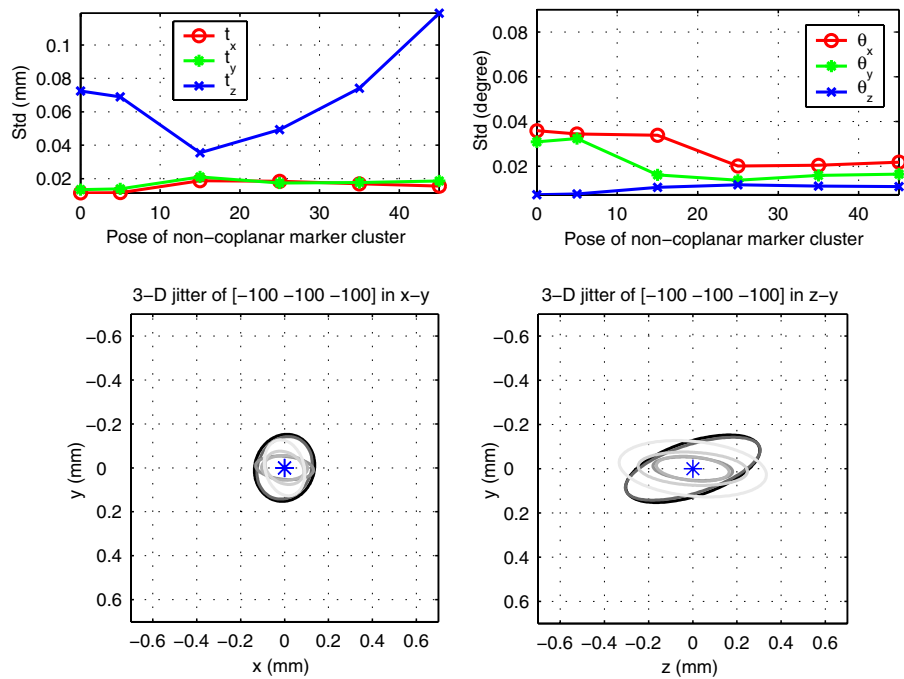 0.1
0.08
0.06
0.04
0.02
Std (mm)
t_x
t_y
t_z
0 10 20 30 40
Pose of non−coplanar marker cluster
0.08
0.06
0.04
0.02
Std (degree)
θ_x
θ_y
θ_z
0 10 20 30 40
Pose of non−coplanar marker cluster
3−D jitter of [−100 −100 −100] in x−y
−0.6
−0.4
−0.2
0
0.2
0.4
0.6
y (mm)
−0.6 −0.4 −0.2 0 0.2 0.4 0.6
x (mm)
3−D jitter of [−100 −100 −100] in z−y
−0.6
−0.4
−0.2
0
0.2
0.4
0.6
y (mm)
−0.6 −0.4 −0.2 0 0.2 0.4 0.6
z (mm)